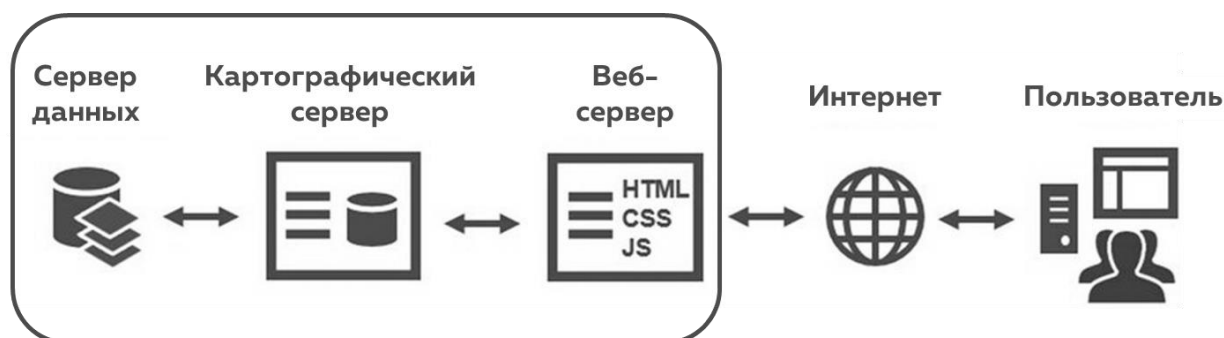 Сервер
данных
Картографический
сервер
Веб-
сервер
Интернет
Пользователь
HTML
CSS
JS